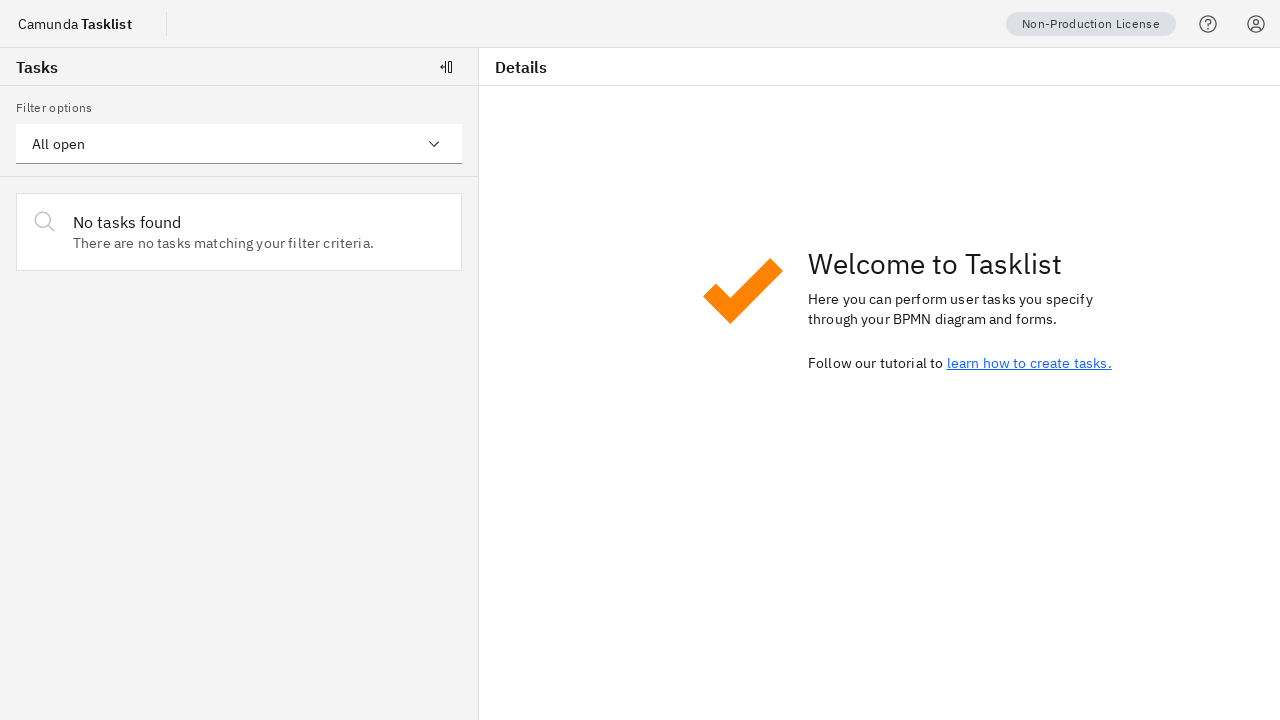 Camunda Tasklist
Non-Production License
Tasks
Details
Filter options
All open
No tasks found
There are no tasks matching your filter criteria.
Welcome to Tasklist
Here you can perform user tasks you specify
through your BPMN diagram and forms.
Follow our tutorial to learn how to create tasks.